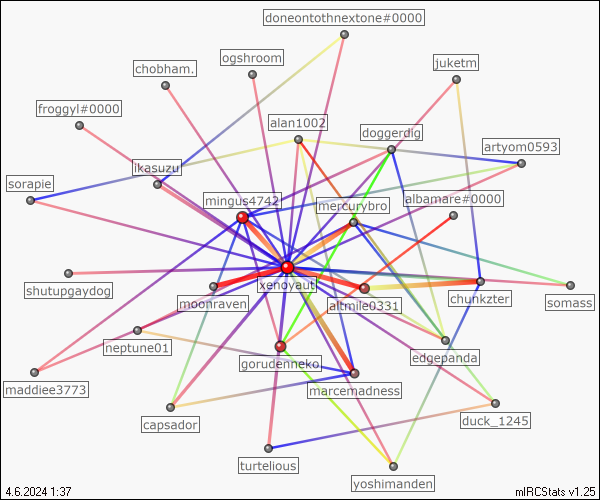 doneontothnextone#0000
ogshroom
juketm
chobham.
froggyl#0000
alan1002
doggerdig
artyom0593
ikasuzu
sorapie
mingus4742
mercurybro
albamare#0000
xenoyaut
shutupgaydog
moonraven
altmileo331
chunkzter
somass
neptune01
gorudenneko
edgepanda
maddiee3773
marcemadness
capsador
duck_1245
turtelious
yoshimanden
4.6.2024 1:37
mIRCStats v1.25